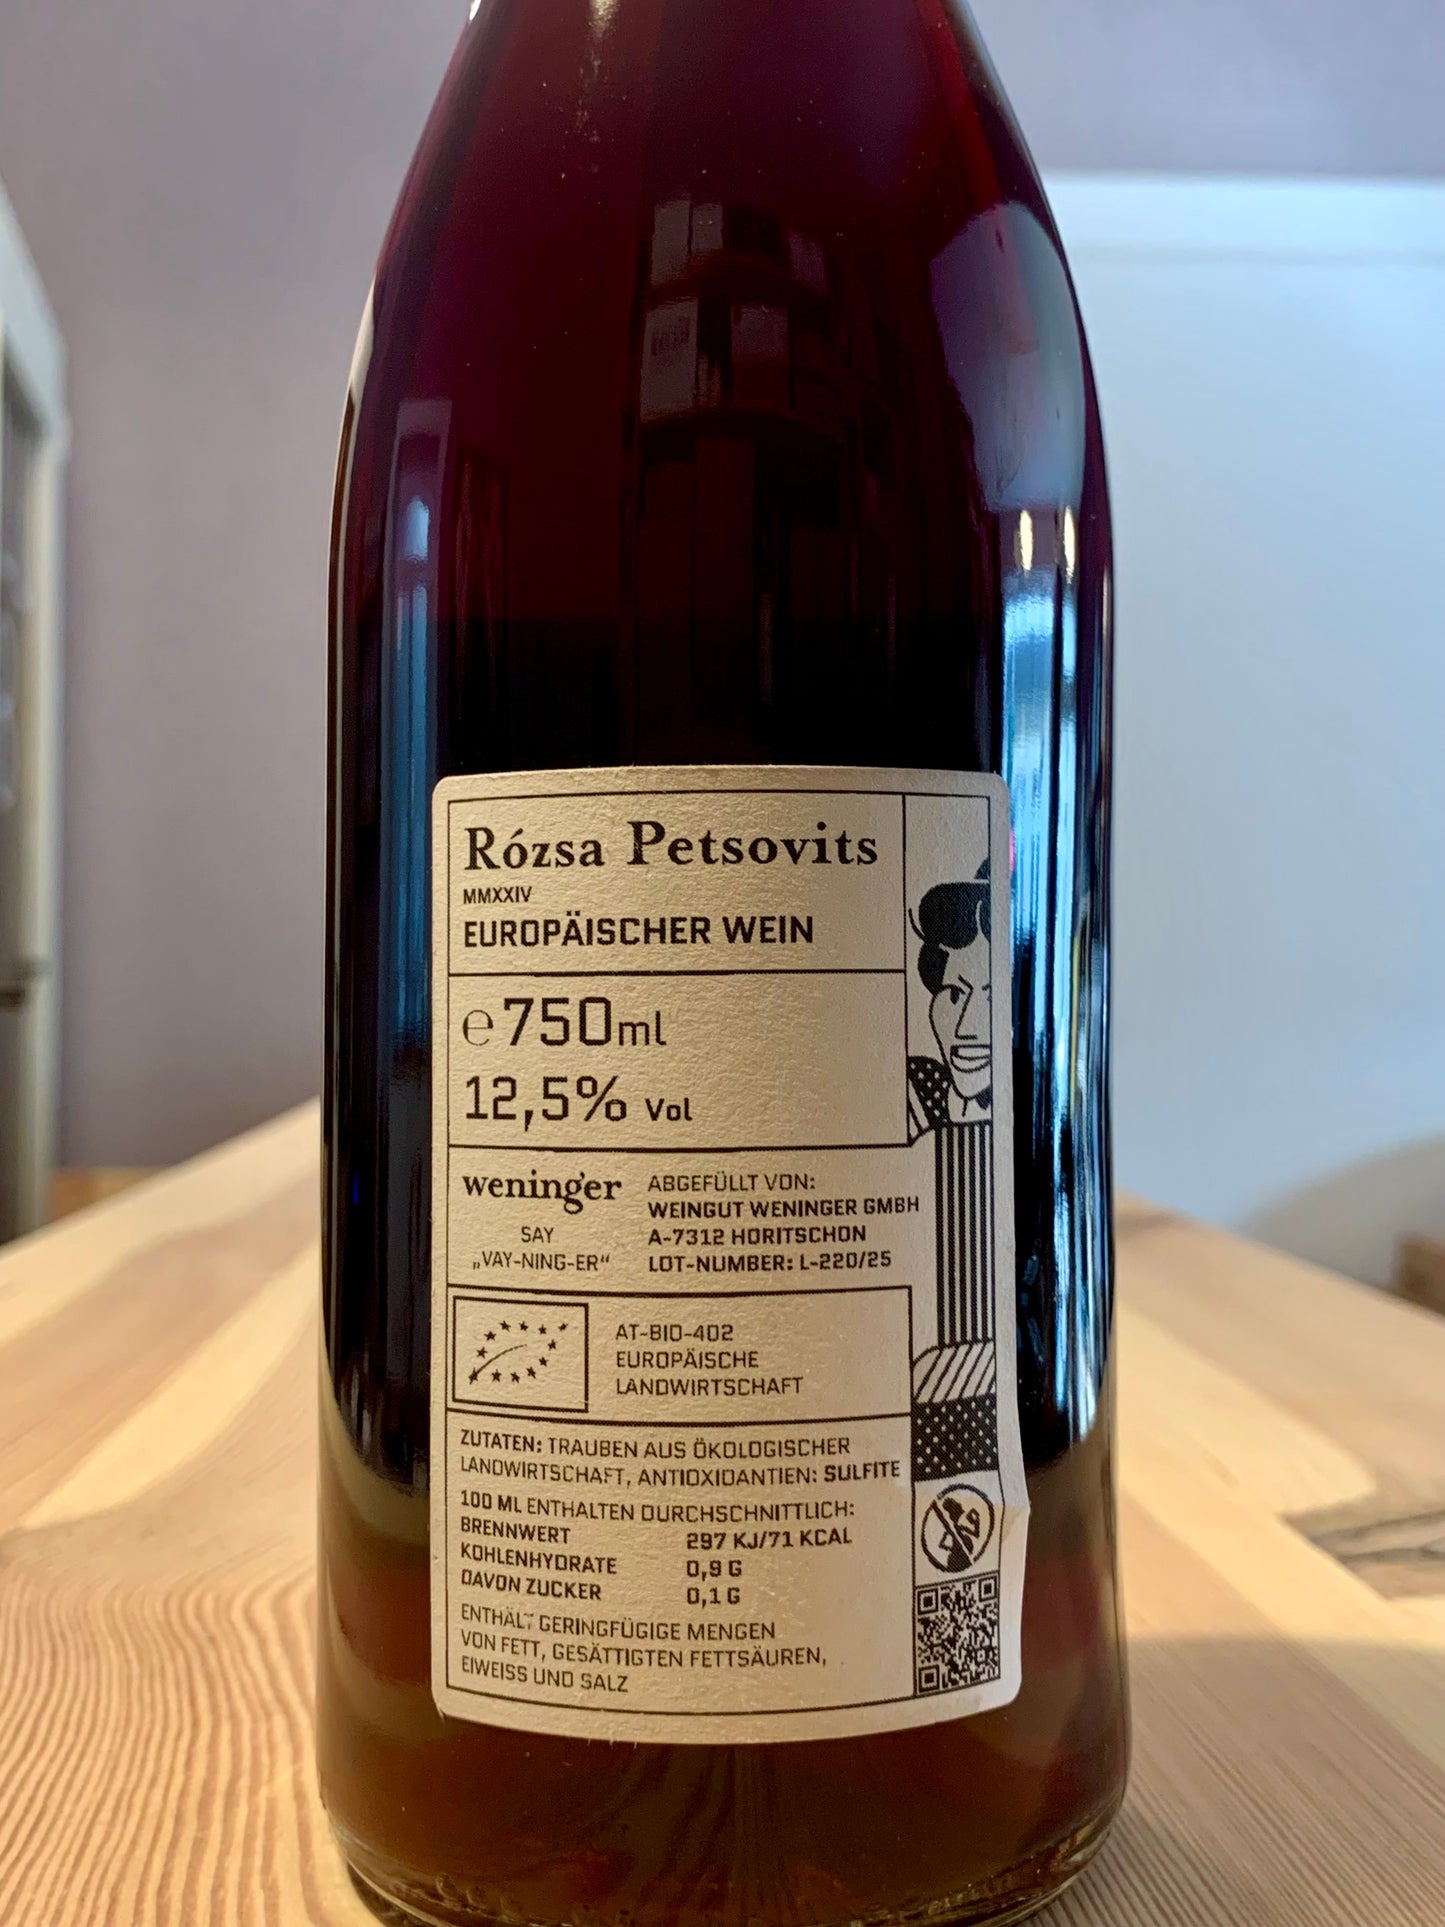 Rózsa Petsovits
MMXXIV
EUROPÄISCHER WEIN
℮ 750ml
12,5% Vol
weninger
SAY
„VAY-NING-ER“
ABGEFÜLLT VON:
WEINGUT WENINGER GMBH
A-7312 HORITSCHON
LOT-NUMBER: L-220/25
AT-BIO-402
EUROPÄISCHE
LANDWIRTSCHAFT
ZUTATEN: TRAUBEN AUS ÖKOLOGISCHER
LANDWIRTSCHAFT, ANTIOXIDANTIEN: SULFITE
100 ML ENTHALTEN DURCHSCHNITTLICH:
BRENNWERT 297 KJ/71 KCAL
KOHLENHYDRATE 0,9 G
DAVON ZUCKER 0,1 G
ENTHÄLT GERINGFÜGIGE MENGEN
VON FETT, GESÄTTIGTEN FETTSÄUREN,
EIWEISS UND SALZ